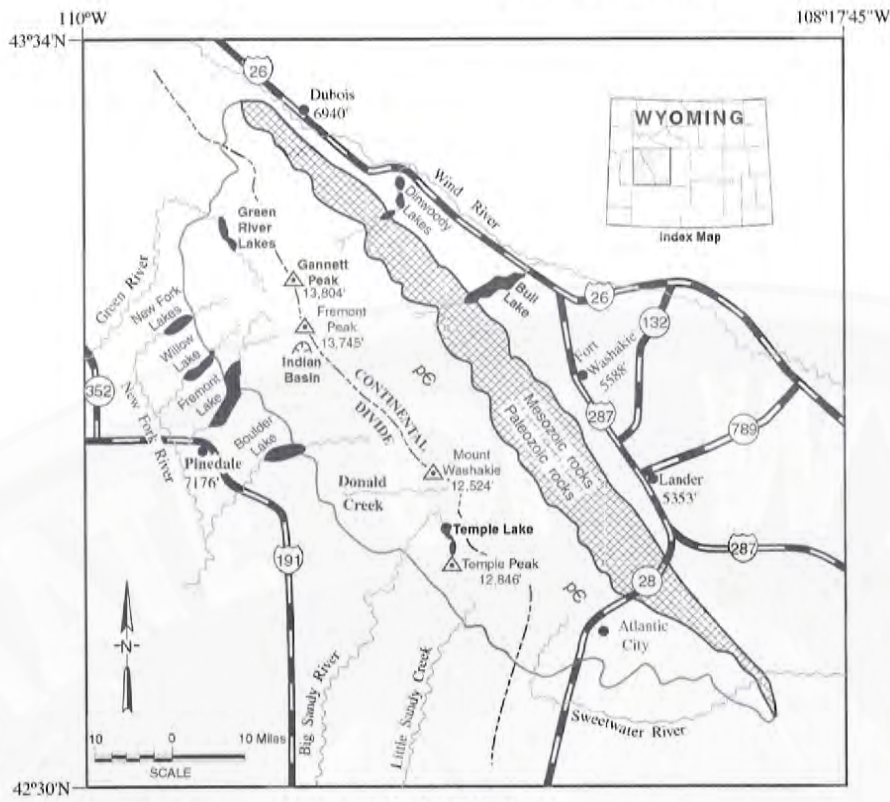 110°W
108°17'45"W
43°34'N
26
Dubois
6940'
WYOMING
Index Map
Wind
River
Dinwoody
Lakes
Green
River
Lakes
Gannett
Peak
13,804'
Bull
Lake
26
132
Green River
New Fork
Lakes
Fremont
Peak
13,745'
Indian
Basin
Willow
Lake
Fort
Washakie
5588'
352
Fremont
Lake
New Fork
River
p€
CONTINENTAL
DIVIDE
Mesozoic rocks
Paleozoic rocks
287
789
Boulder
Lake
Pinedale
7176'
Mount
Washakie
12,524'
Lander
5353'
Donald
Creek
Temple Lake
191
287
Temple Peak
12,846'
28
p€
N
Atlantic
City
Big Sandy River
Little Sandy Creek
Sweetwater River
10 0 10 Miles
SCALE
42°30'N